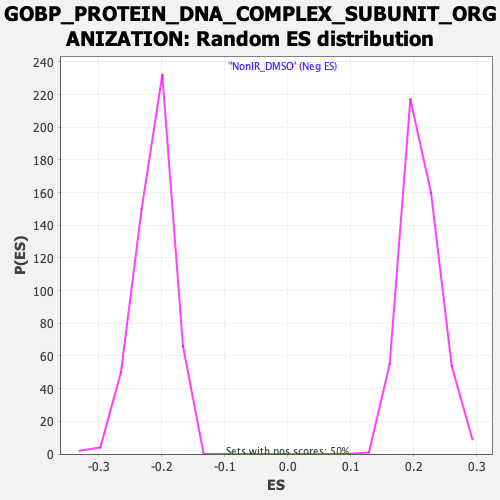 GOBP_PROTEIN_DNA_COMPLEX_SUBUNIT_ORG
ANIZATION: Random ES distribution
"NonIR_DMSO' (Neg ES)
240
220
200
180
160
140
120
100
80
60
40
20
0
P(ES)
Sets with pos scores: 50%
-0.3 -0.2 -0.1 0.0 0.1 0.2 0.3
ES